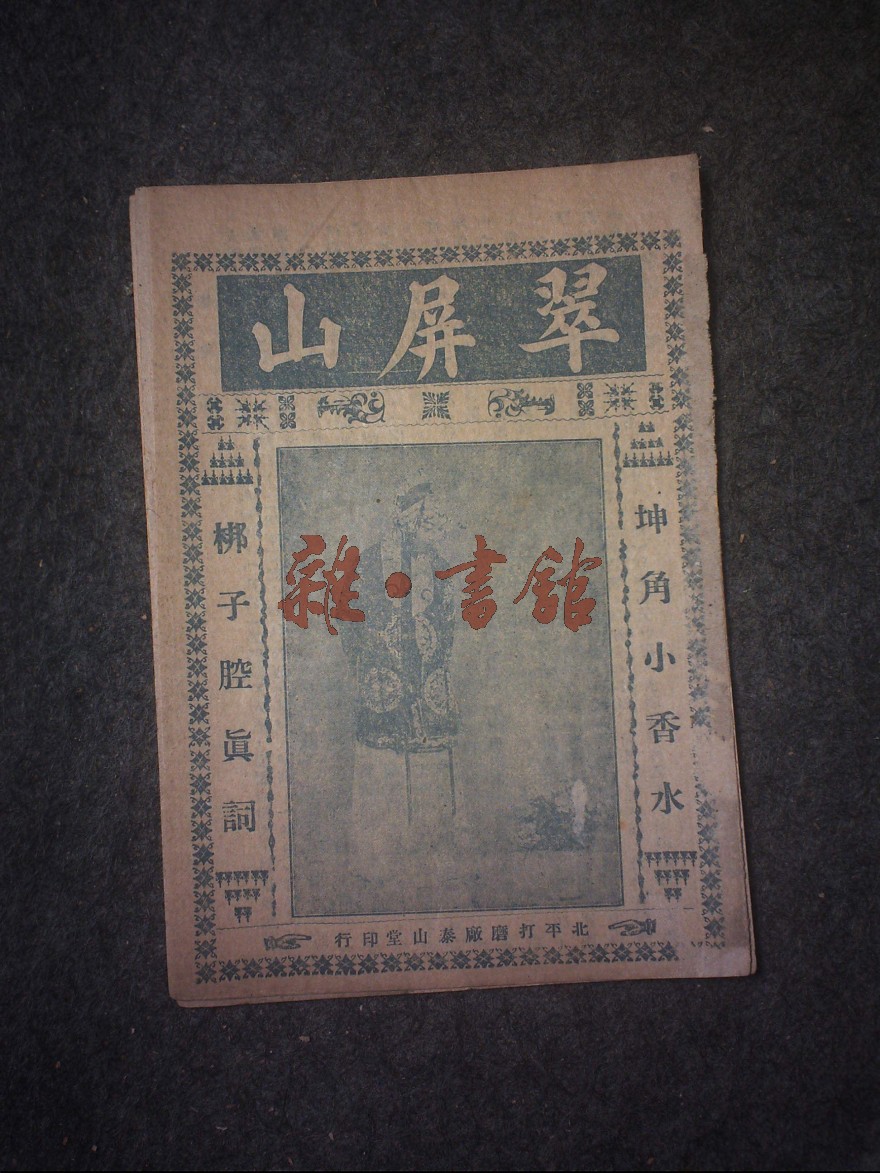 翠屏山
坤角小香水
梆子腔眞詞
雜·書舘
北平打磨廠泰山堂印行